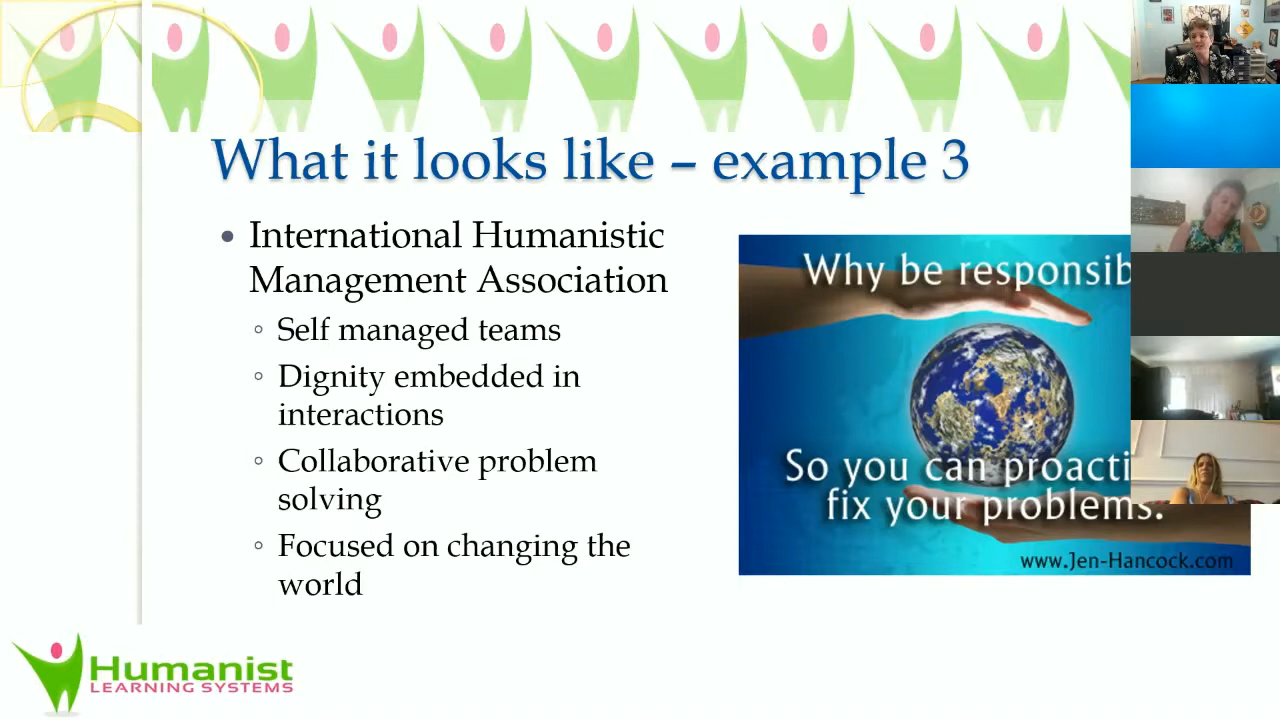 What it looks like – example 3
• International Humanistic
Management Association
◦ Self managed teams
◦ Dignity embedded in
interactions
◦ Collaborative problem
solving
◦ Focused on changing the
world
Why be responsib
So you can proacti
fix your problems.
www.Jen-Hancock.com
Humanist
LEARNING SYSTEMS